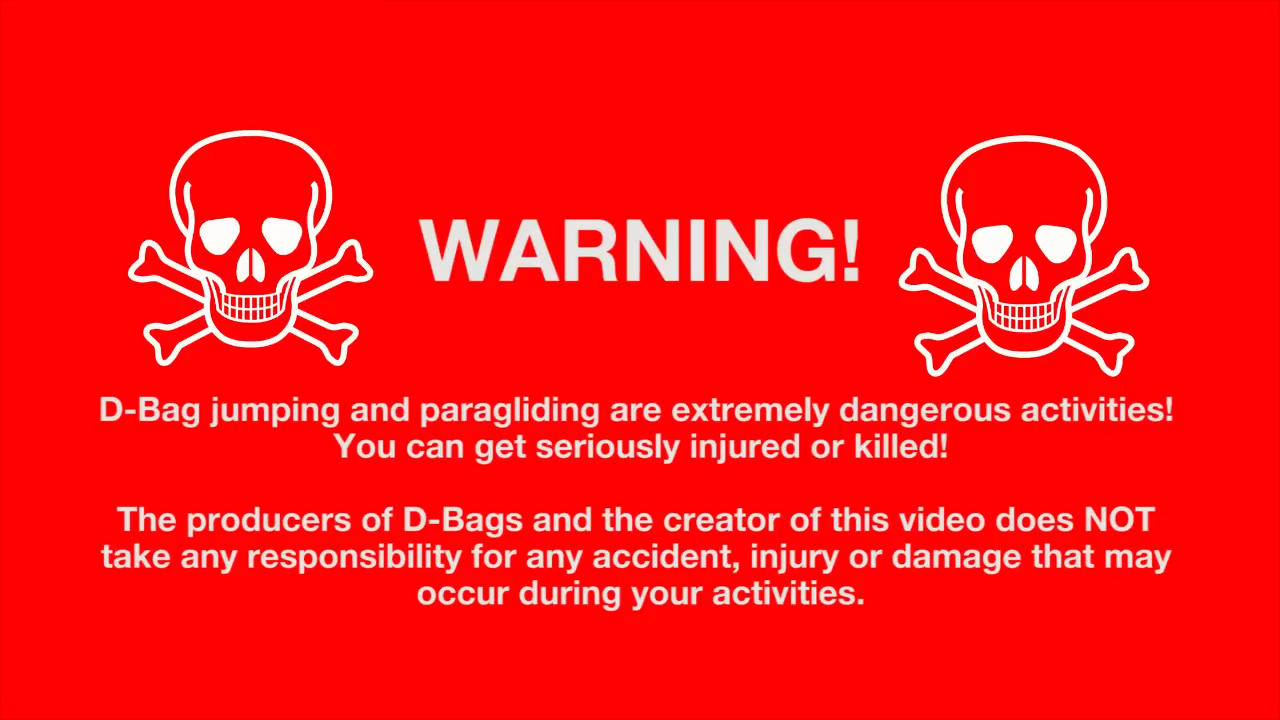 WARNING!
D-Bag jumping and paragliding are extremely dangerous activities!
You can get seriously injured or killed!
The producers of D-Bags and the creator of this video does NOT
take any responsibility for any accident, injury or damage that may
occur during your activities.